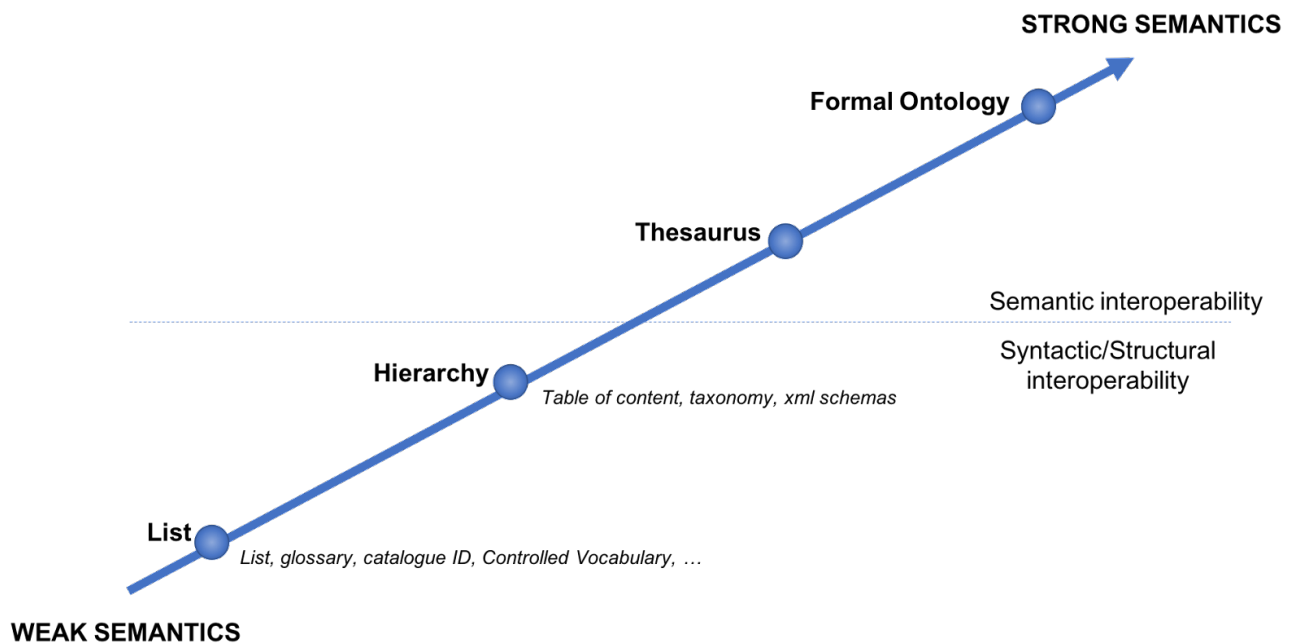 STRONG SEMANTICS
Formal Ontology
Thesaurus
Semantic interoperability
Syntactic/Structural
interoperability
Hierarchy
Table of content, taxonomy, xml schemas
List
List, glossary, catalogue ID, Controlled Vocabulary, …
WEAK SEMANTICS